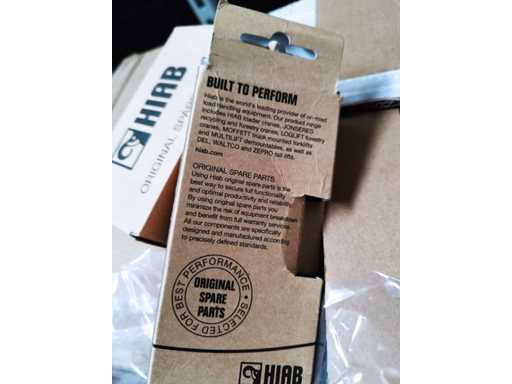 BUILT TO PERFORM
Hiab is the world's leading provider of on-road
load handling equipment. Our product range
includes HIAB loader cranes, JONSERED
recycling and forestry cranes, LOGLIFT forestry
cranes, MOFFETT truck mounted forklifts
and MULTILIFT demountables, as well as
DEL, WALTCO and ZEPRO tail lifts.
hiab.com
ORIGINAL SPARE PARTS
Using Hiab original spare parts is the
best way to secure full functionality
and optimal productivity and reliability.
By using original spare parts you
minimize the risk of equipment breakdown
and benefit from full warranty services.
All our components are specifically
designed and manufactured according
to precisely defined standards.
SELECTED FOR BEST PERFORMANCE •
ORIGINAL
SPARE
PARTS
HIAB
HIAB
ORIGINAL SPA